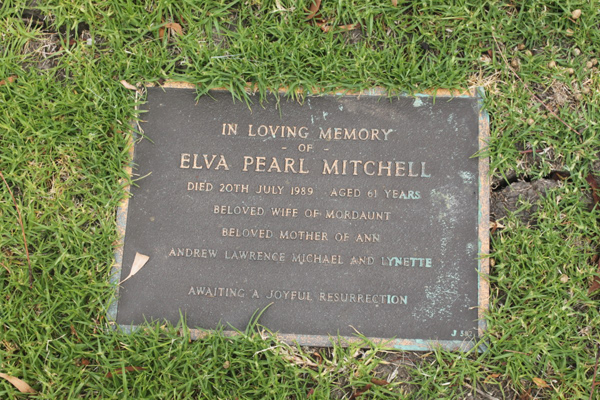 IN LOVING MEMORY
- OF -
ELVA PEARL MITCHELL
DIED 20TH JULY 1989 AGED 61 YEARS
BELOVED WIFE OF MORDAUNT
BELOVED MOTHER OF ANN
ANDREW LAWRENCE MICHAEL AND LYNETTE
AWAITING A JOYFUL RESURRECTION